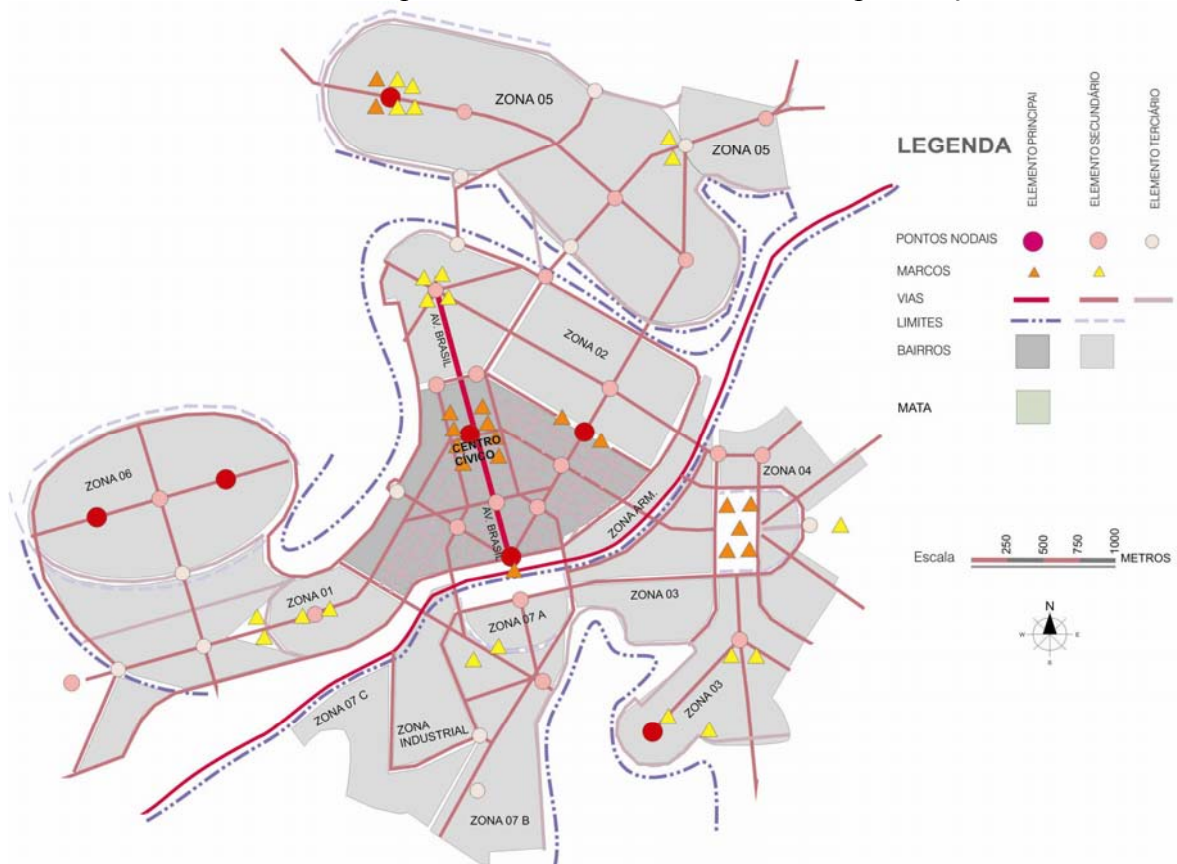 ZONA 05
ZONA 05
AV. BRASIL
ZONA 02
CENTRO
CÍVICO
ZONA 06
ZONA 04
ZONA ARM.
AV. BRASIL
ZONA 01
ZONA 03
ZONA 07 A
ZONA 03
ZONA 07 C
ZONA
INDUSTRIAL
ZONA 07 B
LEGENDA
ELEMENTO PRINCIPAL
ELEMENTO SECUNDÁRIO
ELEMENTO TERCIÁRIO
PONTOS NODAIS
MARCOS
VIAS
LIMITES
BAIRROS
MATA
Escala 250 500 750 1000 METROS
N
W E
S